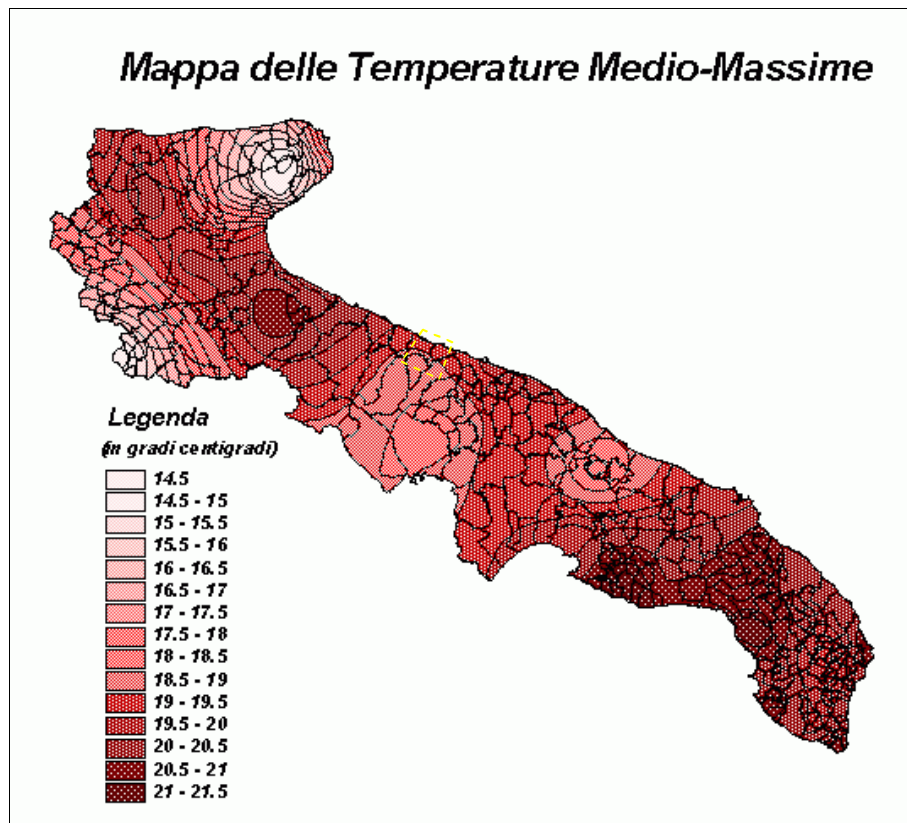 Mappa delle Temperature Medio-Massime
Legenda
(in gradi centigradi)
14.5
14.5 - 15
15 - 15.5
15.5 - 16
16 - 16.5
16.5 - 17
17 - 17.5
17.5 - 18
18 - 18.5
18.5 - 19
19 - 19.5
19.5 - 20
20 - 20.5
20.5 - 21
21 - 21.5